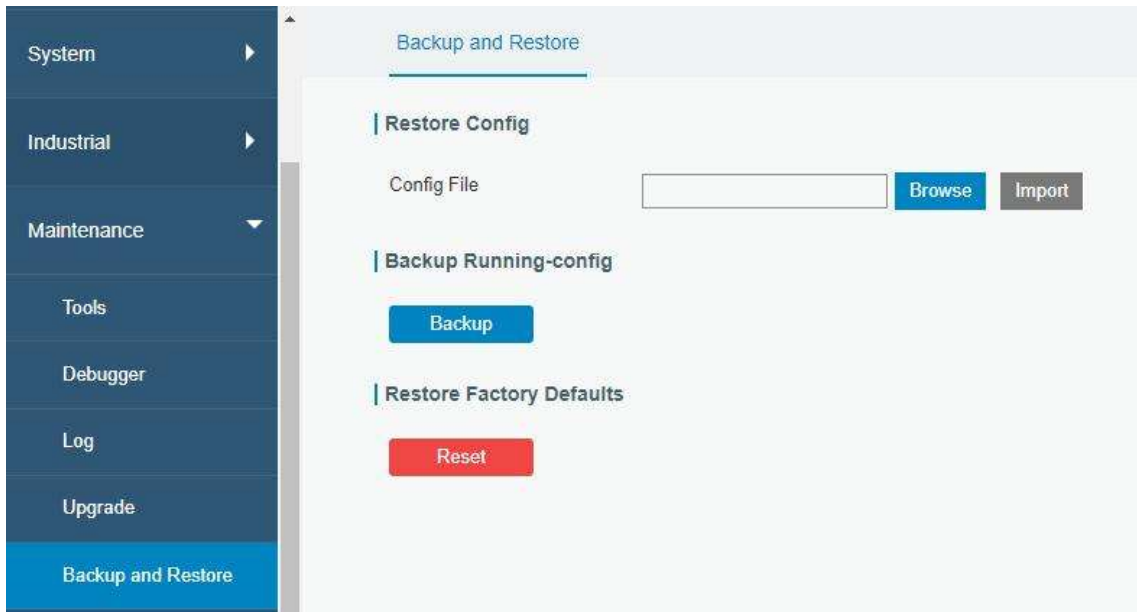 System
Industrial
Maintenance
Tools
Debugger
Log
Upgrade
Backup and Restore
Backup and Restore
Restore Config
Config File
Browse
Import
Backup Running-config
Backup
Restore Factory Defaults
Reset